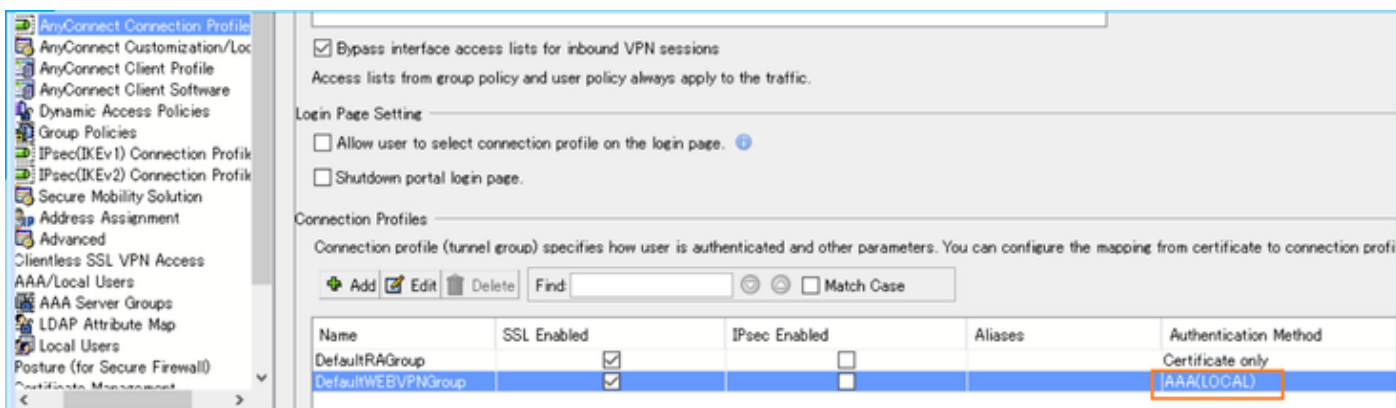 AnyConnect Connection Profile
AnyConnect Customization/Loc
AnyConnect Client Profile
AnyConnect Client Software
Dynamic Access Policies
Group Policies
IPsec(IKEv1) Connection Profik
IPsec(IKEv2) Connection Profik
Secure Mobility Solution
Address Assignment
Advanced
Clientless SSL VPN Access
AAA/Local Users
AAA Server Groups
LDAP Attribute Map
Local Users
Posture (for Secure Firewall)
Certificate Management
Bypass interface access lists for inbound VPN sessions
Access lists from group policy and user policy always apply to the traffic.
Login Page Setting
Allow user to select connection profile on the login page.
Shutdown portal login page.
Connection Profiles
Connection profile (tunnel group) specifies how user is authenticated and other parameters. You can configure the mapping from certificate to connection profi
Add Edit Delete Find: Match Case
Name SSL Enabled IPsec Enabled Aliases Authentication Method
DefaultRAGroup Certificate only
DefaultWEBVPNGroup AAA(LOCAL)